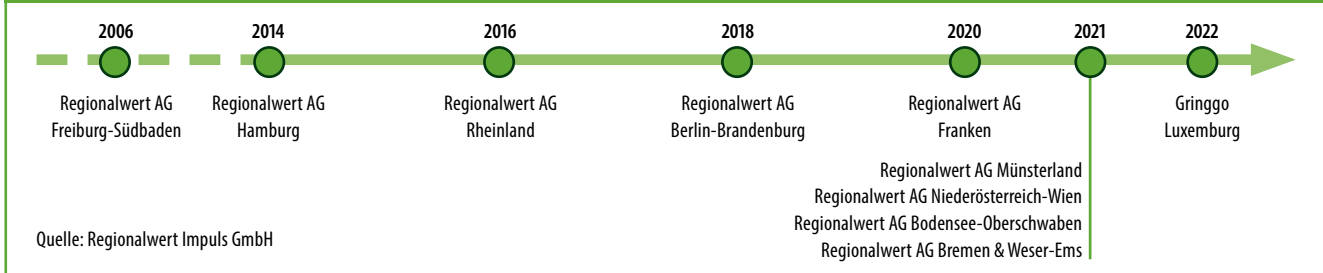 2006
2014
2016
2018
2020
2021
2022
Regionalwert AG
Freiburg-Südbaden
Regionalwert AG
Hamburg
Regionalwert AG
Rheinland
Regionalwert AG
Berlin-Brandenburg
Regionalwert AG
Franken
Gringgo
Luxemburg
Regionalwert AG Münsterland
Regionalwert AG Niederösterreich-Wien
Regionalwert AG Bodensee-Oberschwaben
Regionalwert AG Bremen & Weser-Ems
Quelle: Regionalwert Impuls GmbH